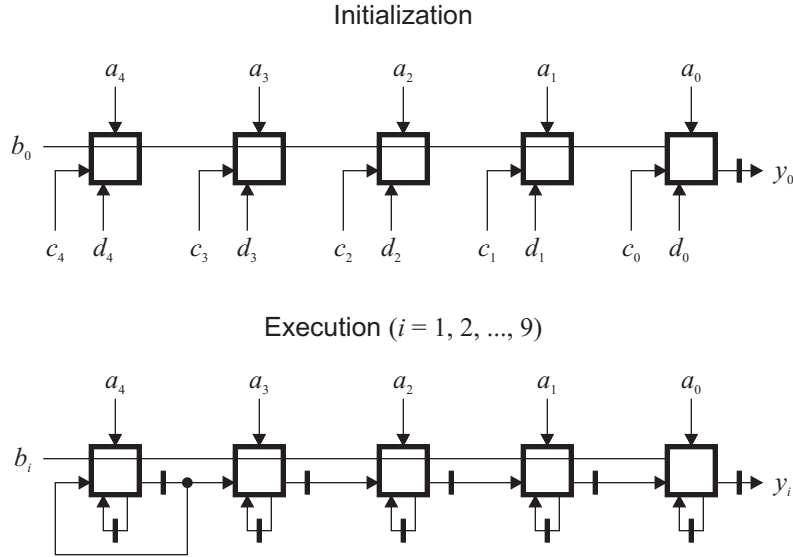 Initialization
a₄ a₃ a₂ a₁ a₀
b₀
y₀
c₄ d₄ c₃ d₃ c₂ d₂ c₁ d₁ c₀ d₀
Execution (i = 1, 2, ..., 9)
a₄ a₃ a₂ a₁ a₀
bᵢ
yᵢ